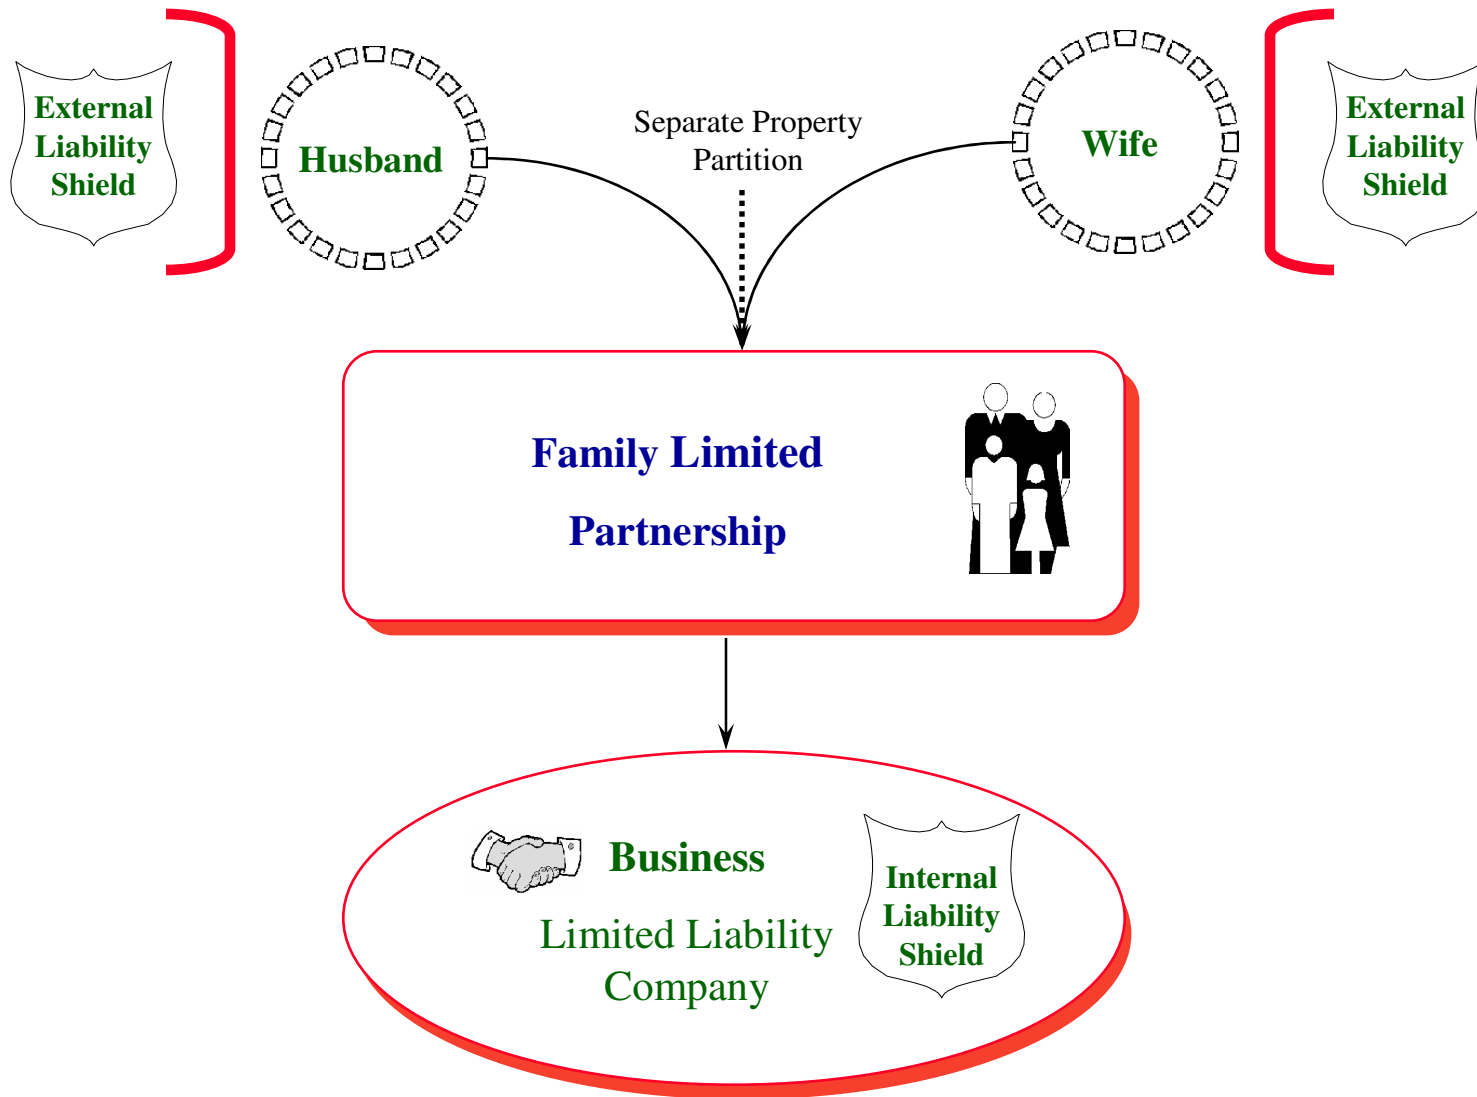 External
Liability
Shield
Husband
Separate Property
Partition
Wife
External
Liability
Shield
Family Limited
Partnership
Business
Limited Liability
Company
Internal
Liability
Shield